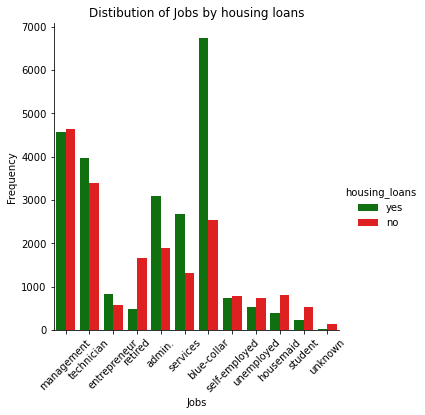 Distibution of Jobs by housing loans
7000
6000
5000
4000
3000
2000
1000
0
Frequency
management
technician
entrepreneur
retired
admin.
services
blue-collar
self-employed
unemployed
housemaid
student
unknown
Jobs
housing_loans
yes
no